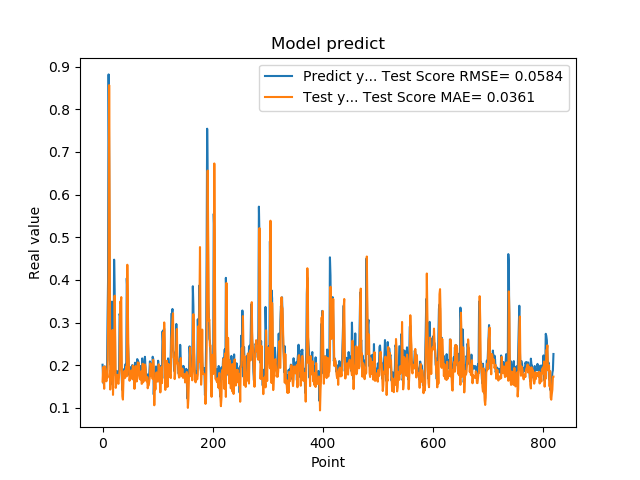 Model predict
Predict y... Test Score RMSE= 0.0584
Test y... Test Score MAE= 0.0361
Real value
0.9
0.8
0.7
0.6
0.5
0.4
0.3
0.2
0.1
0 200 400 600 800
Point